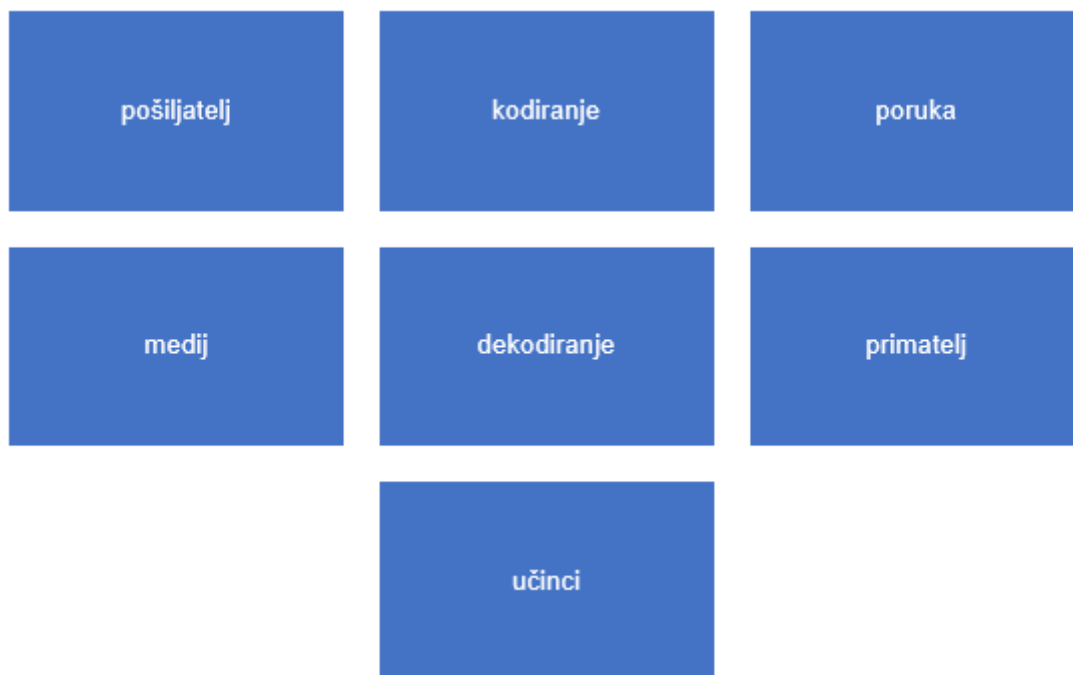 pošiljatelj
kodiranje
poruka
medij
dekodiranje
primatelj
učinci